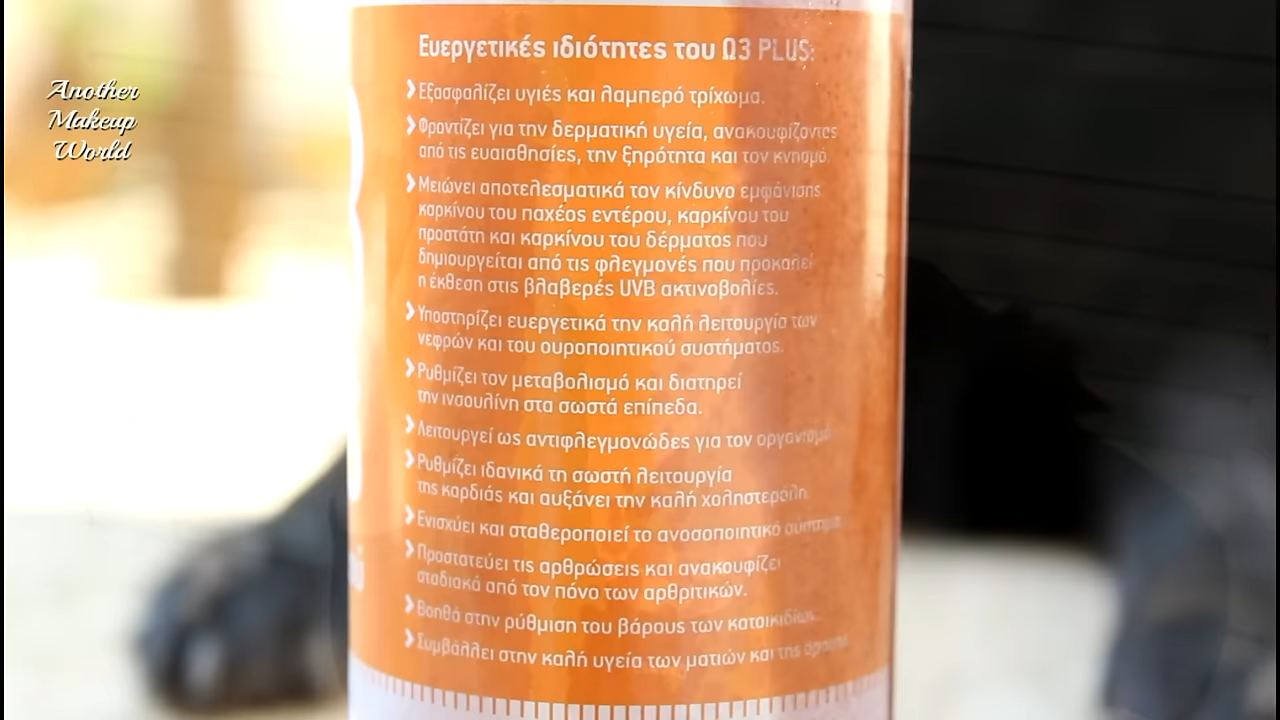 Another
Makeup
World
Ευεργετικές ιδιότητες του Ω3 PLUS:
Εξασφαλίζει υγιές και λαμπερό τρίχωμα.
Φροντίζει για την δερματική υγεία, ανακουφίζοντας
από τις ευαισθησίες, την ξηρότητα και τον κνησμό.
Μειώνει αποτελεσματικά τον κίνδυνο εμφάνισης
καρκίνου του παχέος εντέρου, καρκίνου του
προστάτη και καρκίνου του δέρματος που
δημιουργείται από τις φλεγμονές που προκαλεί
η έκθεση στις βλαβερές UVB ακτινοβολίες.
Υποστηρίζει ευεργετικά την καλή λειτουργία των
νεφρών και του ουροποιητικού συστήματος.
Ρυθμίζει τον μεταβολισμό και διατηρεί
την ινσουλίνη στα σωστά επίπεδα.
Λειτουργεί ως αντιφλεγμονώδες για τον οργανισμό
Ρυθμίζει ιδανικά τη σωστή λειτουργία
της καρδιάς και αυξάνει την καλή χοληστερόλη.
Ενισχύει και σταθεροποιεί το ανοσοποιητικό σύστημα
Προστατεύει τις αρθρώσεις και ανακουφίζει
σταδιακά από τον πόνο των αρθριτικών.
Βοηθά στην ρύθμιση του βάρους των κατοικιδίων.
Συμβάλλει στην καλή υγεία των ματιών και της